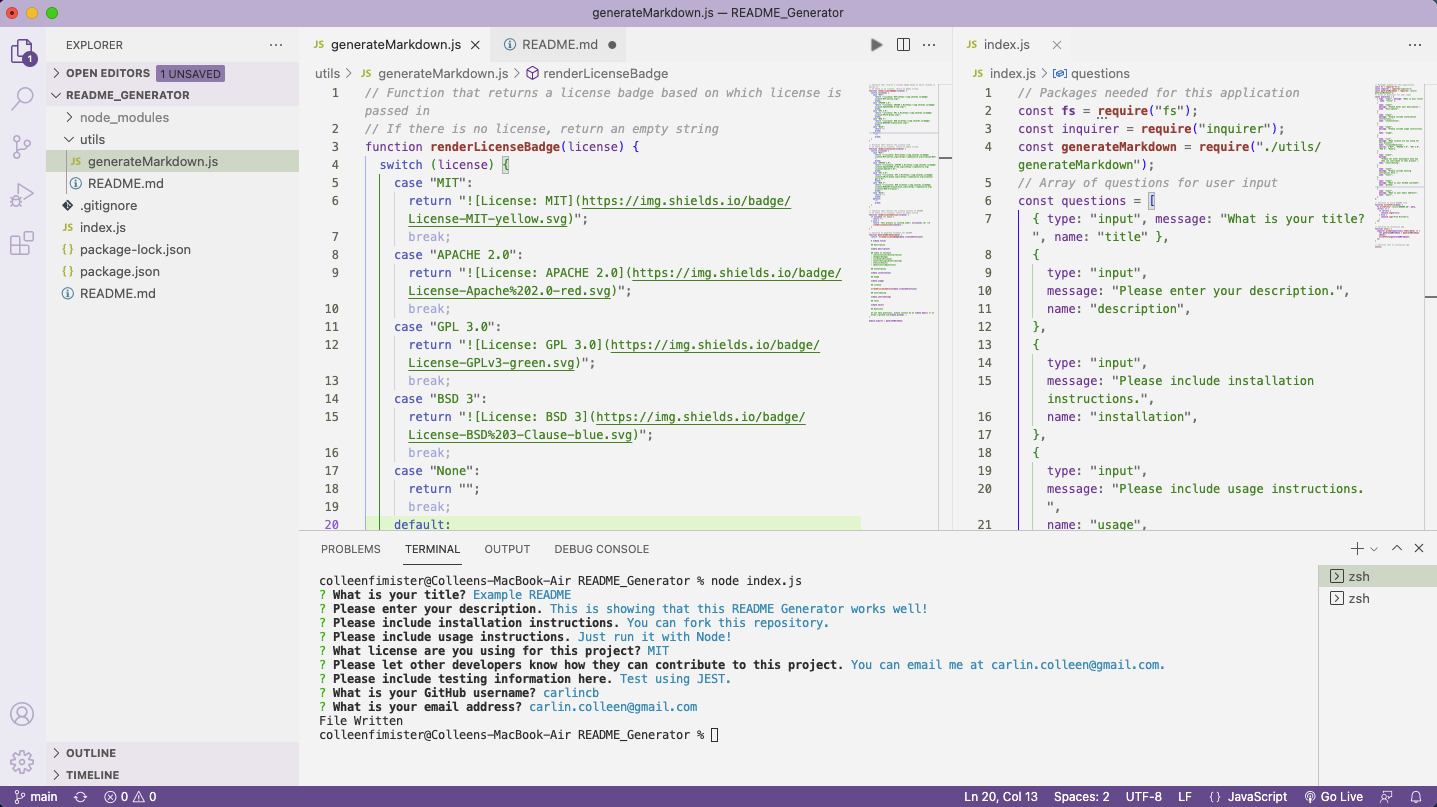 generateMarkdown.js — README_Generator
1
EXPLORER
OPEN EDITORS 1 UNSAVED
README_GENERATOR
node_modules
utils
JS generateMarkdown.js
README.md
.gitignore
JS index.js
{ } package-lock.json
{ } package.json
README.md
OUTLINE
TIMELINE
JS generateMarkdown.js
README.md
utils > JS generateMarkdown.js > renderLicenseBadge
1 // Function that returns a license badge based on which license is
passed in
2 // If there is no license, return an empty string
3 function renderLicenseBadge(license) {
4 switch (license) {
5 case "MIT":
6 return "![License: MIT](https://img.shields.io/badge/
License-MIT-yellow.svg)";
7 break;
8 case "APACHE 2.0":
9 return "![License: APACHE 2.0](https://img.shields.io/badge/
License-Apache%202.0-red.svg)";
10 break;
11 case "GPL 3.0":
12 return "![License: GPL 3.0](https://img.shields.io/badge/
License-GPLv3-green.svg)";
13 break;
14 case "BSD 3":
15 return "![License: BSD 3](https://img.shields.io/badge/
License-BSD%203-Clause-blue.svg)";
16 break;
17 case "None":
18 return "";
19 break;
20 default:
JS index.js
JS index.js > questions
1 // Packages needed for this application
2 const fs = require("fs");
3 const inquirer = require("inquirer");
4 const generateMarkdown = require("./utils/
generateMarkdown");
5 // Array of questions for user input
6 const questions = [
7 { type: "input", message: "What is your title?
", name: "title" },
8 {
9 type: "input",
10 message: "Please enter your description.",
11 name: "description",
12 },
13 {
14 type: "input",
15 message: "Please include installation
instructions.",
16 name: "installation",
17 },
18 {
19 type: "input",
20 message: "Please include usage instructions.
",
21 name: "usage",
PROBLEMS TERMINAL OUTPUT DEBUG CONSOLE
colleenfimister@Colleens-MacBook-Air README_Generator % node index.js
? What is your title? Example README
? Please enter your description. This is showing that this README Generator works well!
? Please include installation instructions. You can fork this repository.
? Please include usage instructions. Just run it with Node!
? What license are you using for this project? MIT
? Please let other developers know how they can contribute to this project. You can email me at carlin.colleen@gmail.com.
? Please include testing information here. Test using JEST.
? What is your GitHub username? carlincb
? What is your email address? carlin.colleen@gmail.com
File Written
colleenfimister@Colleens-MacBook-Air README_Generator %
zsh
zsh
main 0 0 Ln 20, Col 13 Spaces: 2 UTF-8 LF { } JavaScript Go Live